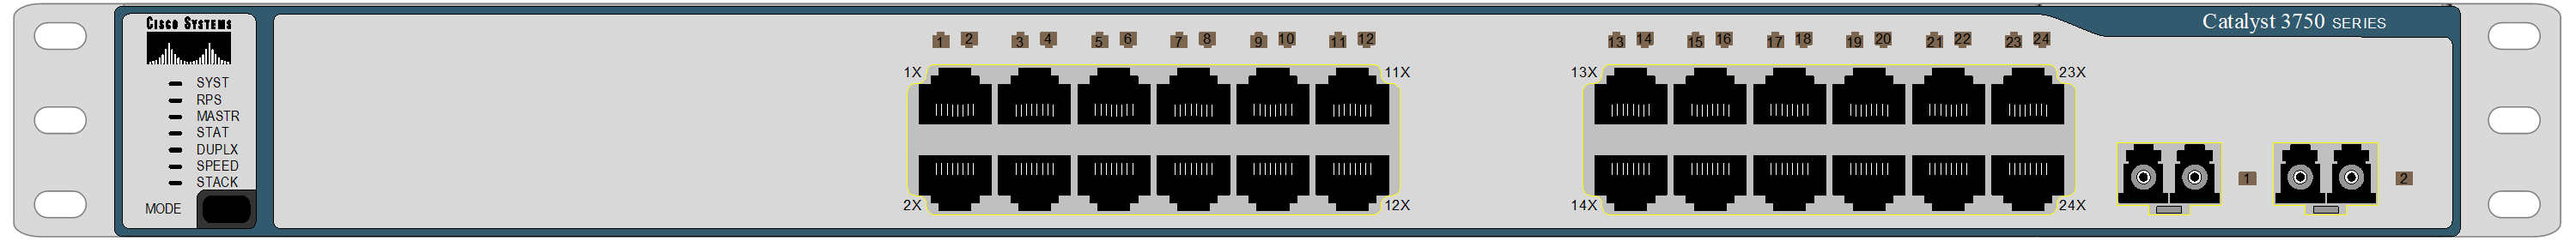 CISCO SYSTEMS
SYST
RPS
MASTR
STAT
DUPLX
SPEED
STACK
MODE
1 2 3 4 5 6 7 8 9 10 11 12
1X 11X
2X 12X
13 14 15 16 17 18 19 20 21 22 23 24
13X 23X
14X 24X
Catalyst 3750 SERIES
1 2